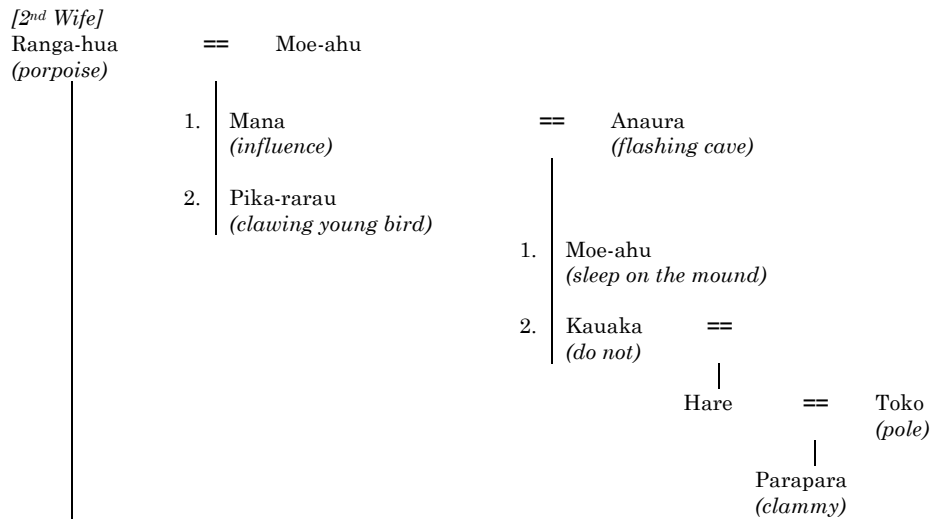 [2nd Wife]
Ranga-hua == Moe-ahu
(porpoise)
1. Mana == Anaura
(influence) (flashing cave)
2. Pika-rarau
(clawing young bird)
1. Moe-ahu
(sleep on the mound)
2. Kauaka ==
(do not)
Hare == Toko
(pole)
Parapara
(clammy)